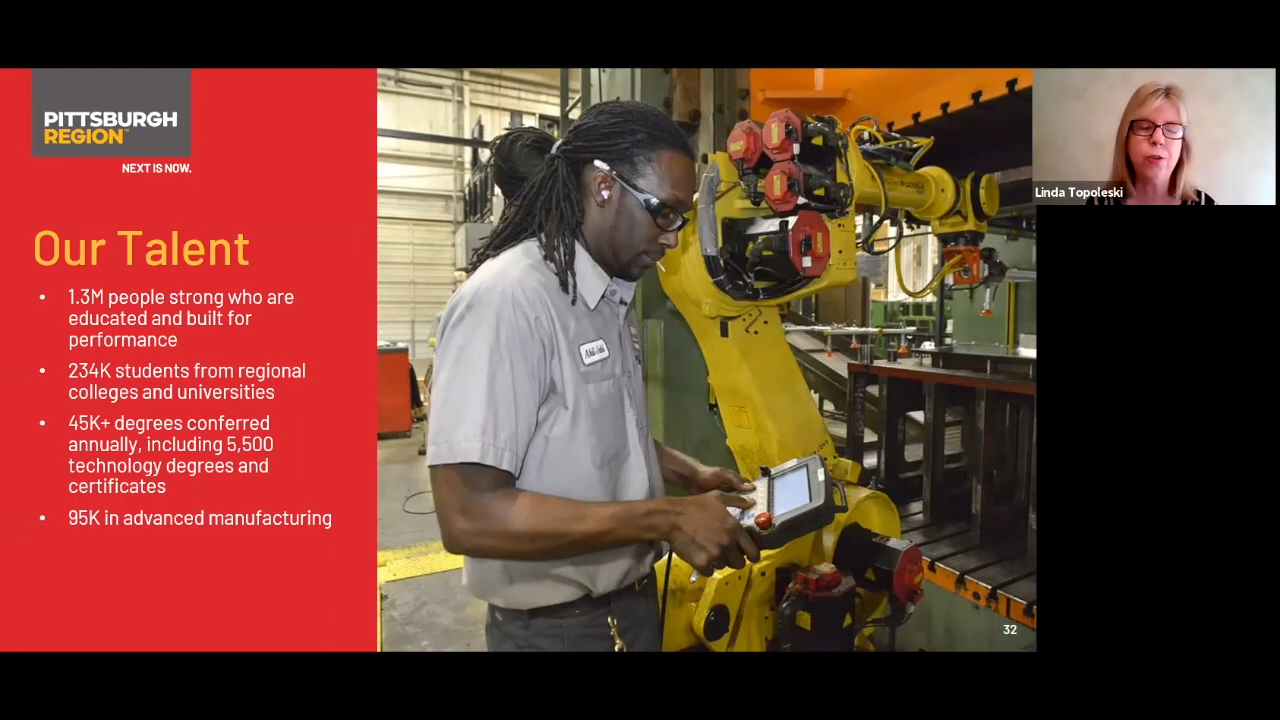 PITTSBURGH
REGION™
NEXT IS NOW.
Our Talent
• 1.3M people strong who are
educated and built for
performance
• 234K students from regional
colleges and universities
• 45K+ degrees conferred
annually, including 5,500
technology degrees and
certificates
• 95K in advanced manufacturing
32
Linda Topoleski